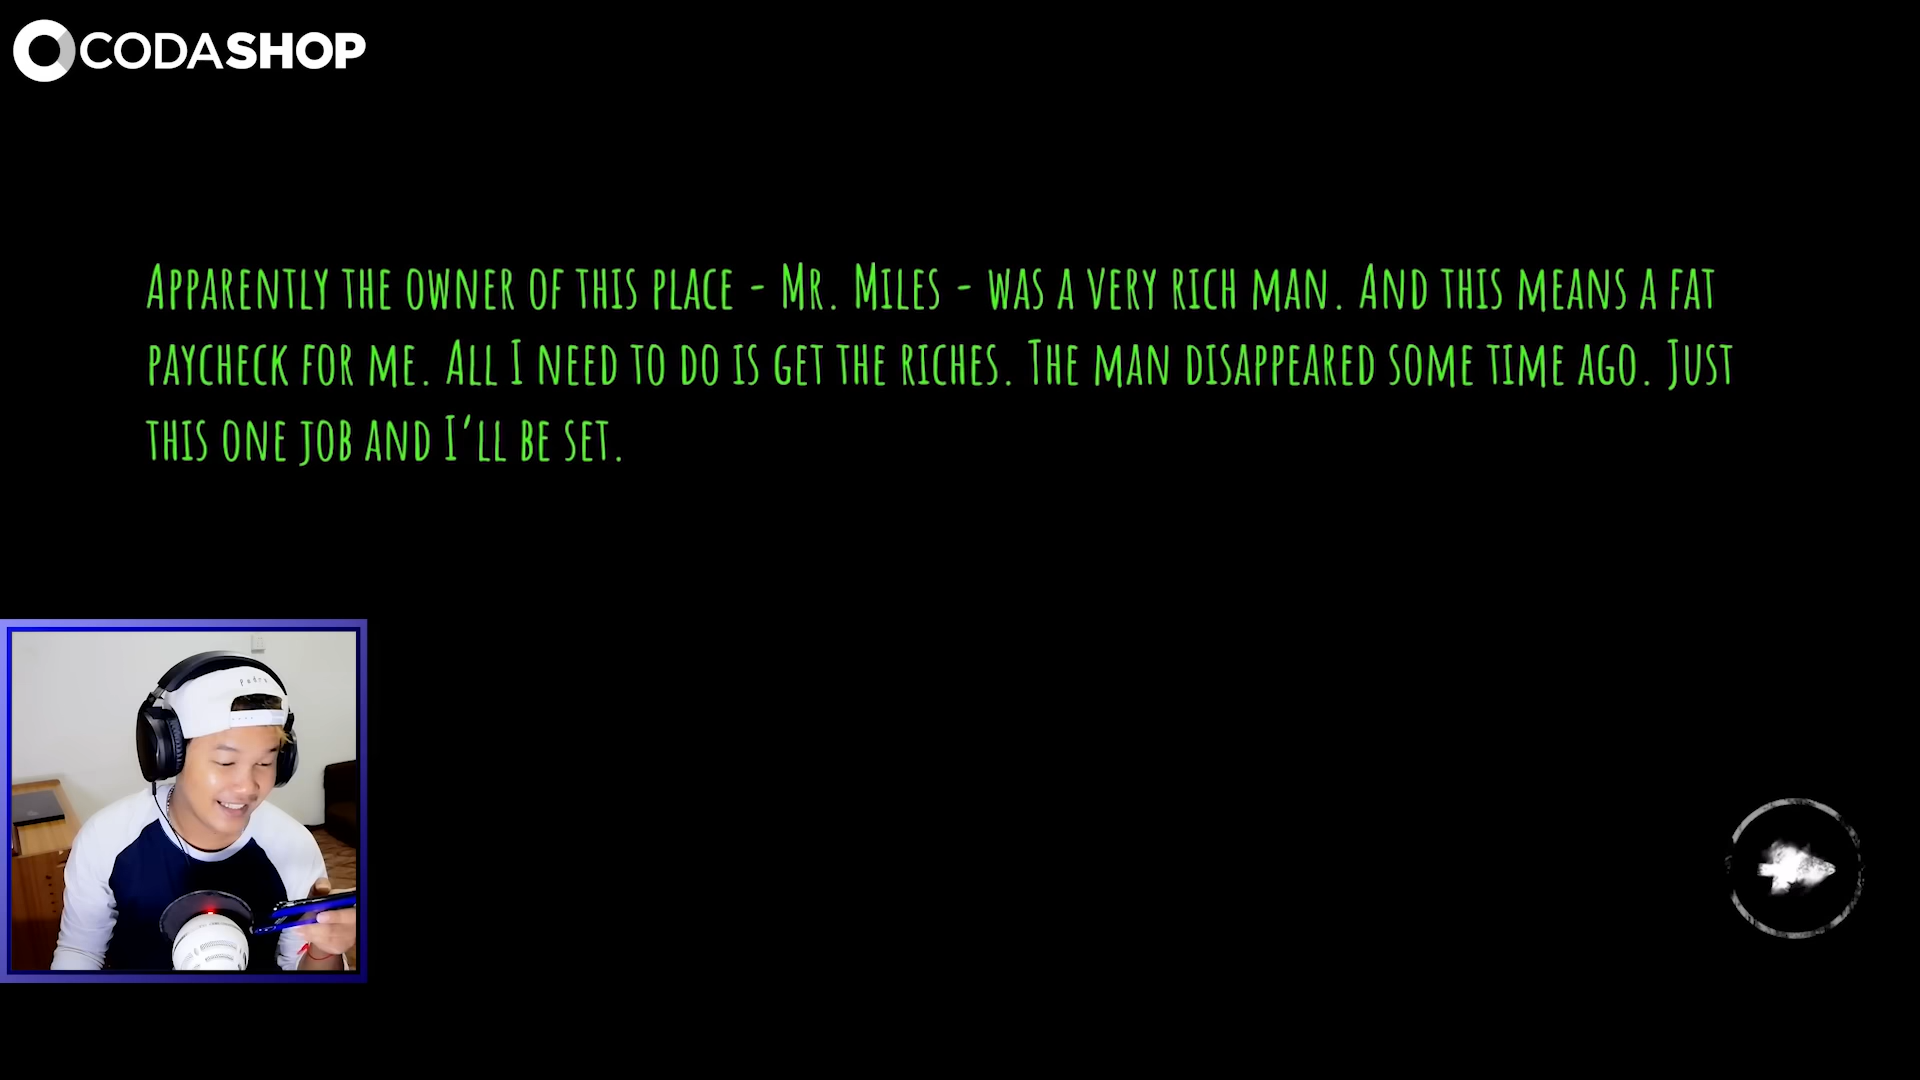 CODASHOP
Apparently the owner of this place - Mr. Miles - was a very rich man. And this means a fat
paycheck for me. All I need to do is get the riches. The man disappeared some time ago. Just
this one job and I'll be set.